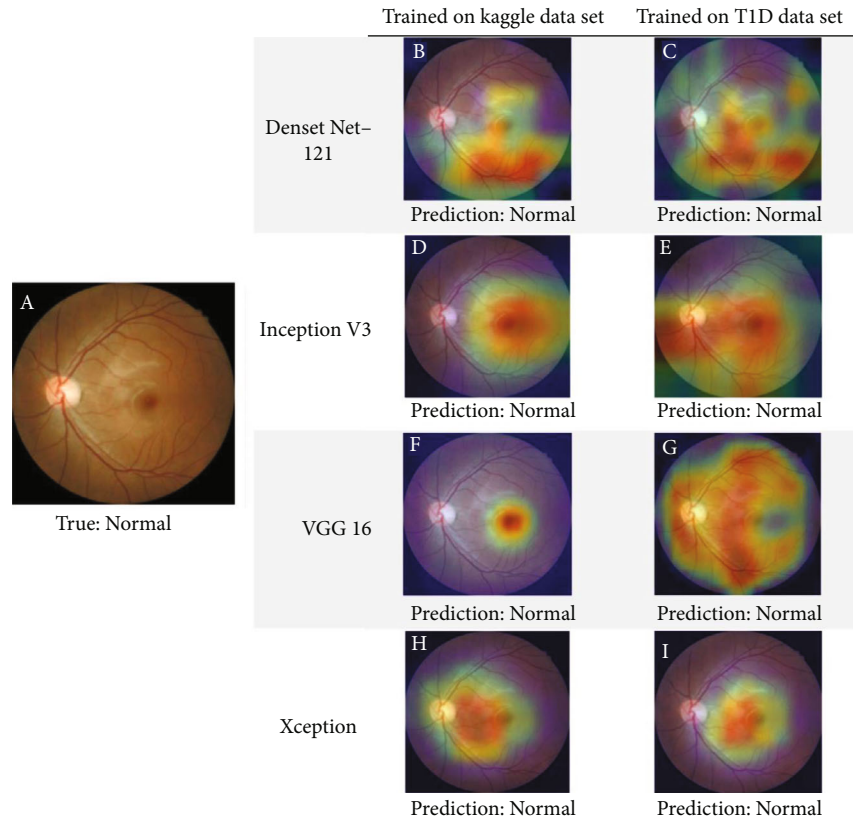 Trained on kaggle data set
Trained on T1D data set
B
C
Denset Net–
121
Prediction: Normal
Prediction: Normal
D
E
Inception V3
Prediction: Normal
Prediction: Normal
A
True: Normal
F
G
VGG 16
Prediction: Normal
Prediction: Normal
H
I
Xception
Prediction: Normal
Prediction: Normal